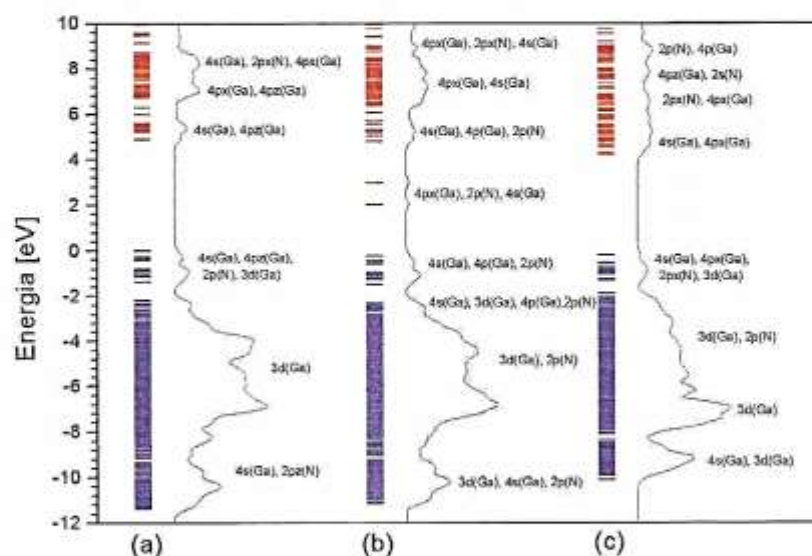 Energia [eV]
10
8
6
4
2
0
-2
-4
-6
-8
-10
-12
4s(Ga), 2px(N), 4px(Ga)
4px(Ga), 4pz(Ga)
4s(Ga), 4pz(Ga)
4s(Ga), 4pz(Ga),
2p(N), 3d(Ga)
3d(Ga)
4s(Ga), 2pz(N)
(a)
4px(Ga), 2px(N), 4s(Ga)
4px(Ga), 4s(Ga)
4s(Ga), 4p(Ga), 2p(N)
4px(Ga), 2p(N), 4s(Ga)
4s(Ga), 4p(Ga), 2p(N)
4s(Ga), 3d(Ga), 4p(Ga),2p(N)
3d(Ga), 2p(N)
3d(Ga), 4s(Ga), 2p(N)
(b)
2p(N), 4p(Ga)
4pz(Ga), 2s(N)
2px(N), 4px(Ga)
4s(Ga), 4px(Ga)
4s(Ga), 4px(Ga),
2px(N), 3d(Ga)
3d(Ga), 2p(N)
3d(Ga)
4s(Ga), 3d(Ga)
(c)